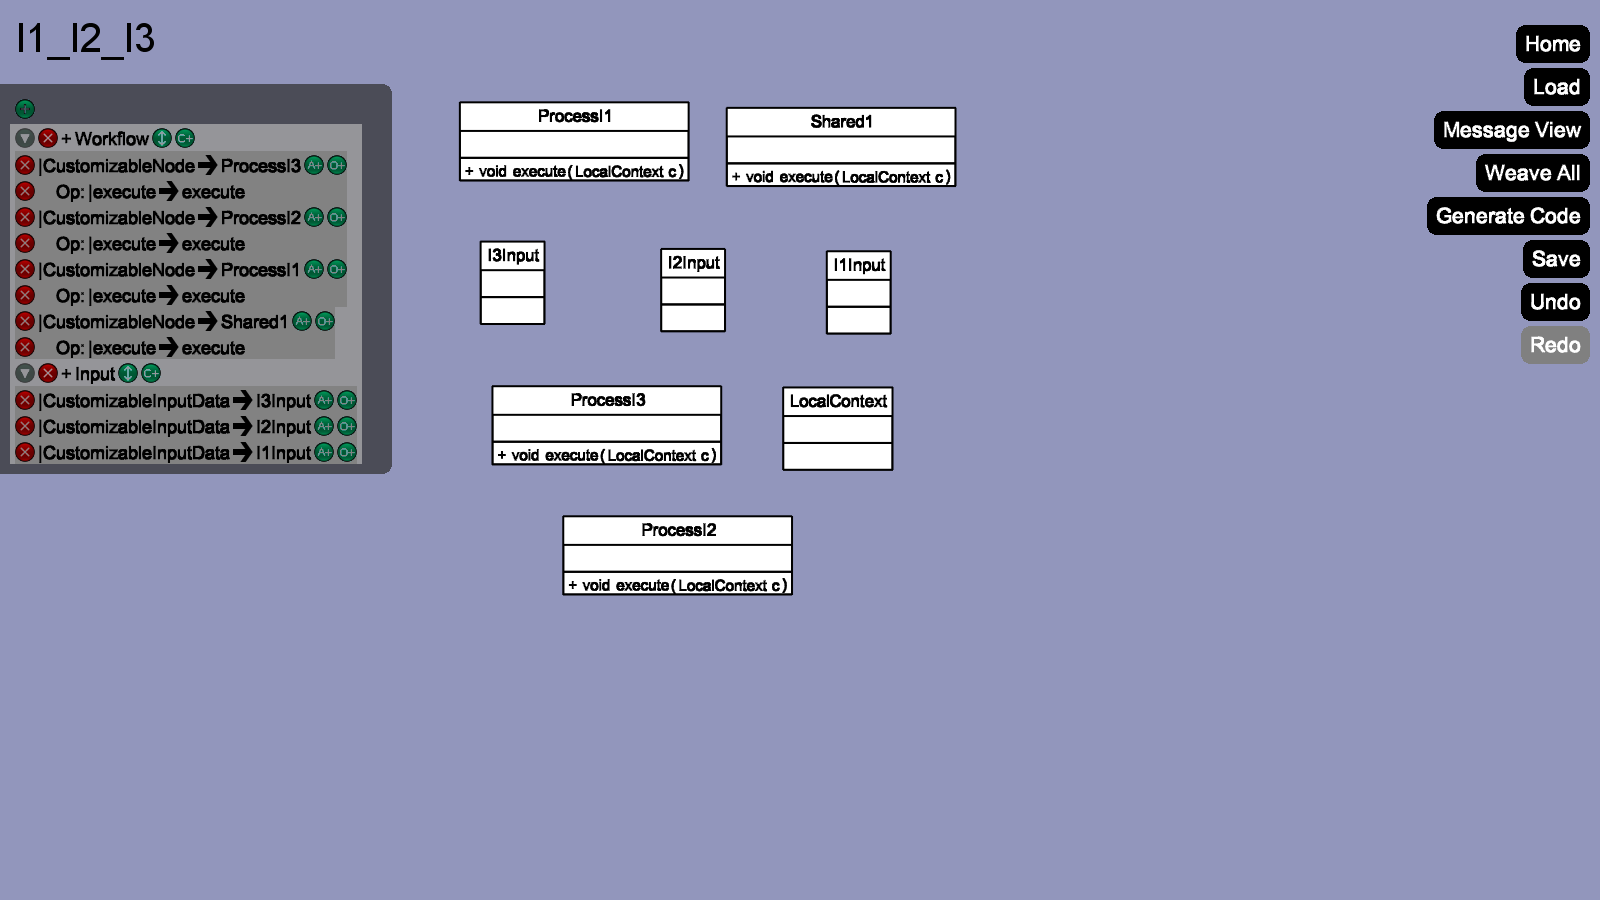 I1_I2_I3
+ Workflow C+
|CustomizableNode ProcessI3 A+ O+
Op: |execute execute
|CustomizableNode ProcessI2 A+ O+
Op: |execute execute
|CustomizableNode ProcessI1 A+ O+
Op: |execute execute
|CustomizableNode Shared1 A+ O+
Op: |execute execute
+ Input C+
|CustomizableInputData I3Input A+ O+
|CustomizableInputData I2Input A+ O+
|CustomizableInputData I1Input A+ O+
ProcessI1
+ void execute(LocalContext c)
Shared1
+ void execute(LocalContext c)
I3Input
I2Input
I1Input
ProcessI3
+ void execute(LocalContext c)
LocalContext
ProcessI2
+ void execute(LocalContext c)
Home
Load
Message View
Weave All
Generate Code
Save
Undo
Redo